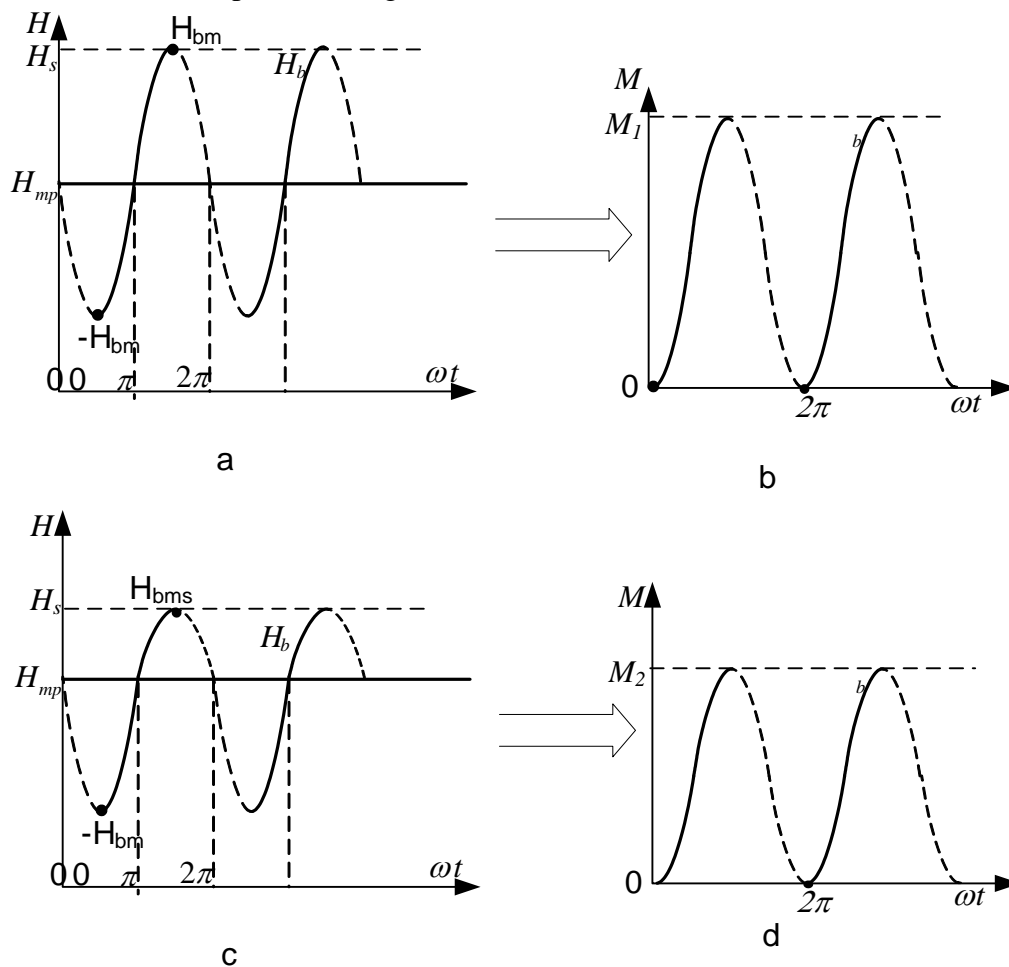 H
H_bm
H_s
H_b
H_mp
-H_bm
0 0
π
2π
ωt
a
M
M_1
b
0
2π
ωt
b
H
H_bms
H_s
H_b
H_mp
-H_bm
0 0
π
2π
ωt
c
M
M_2
b
0
2π
ωt
d